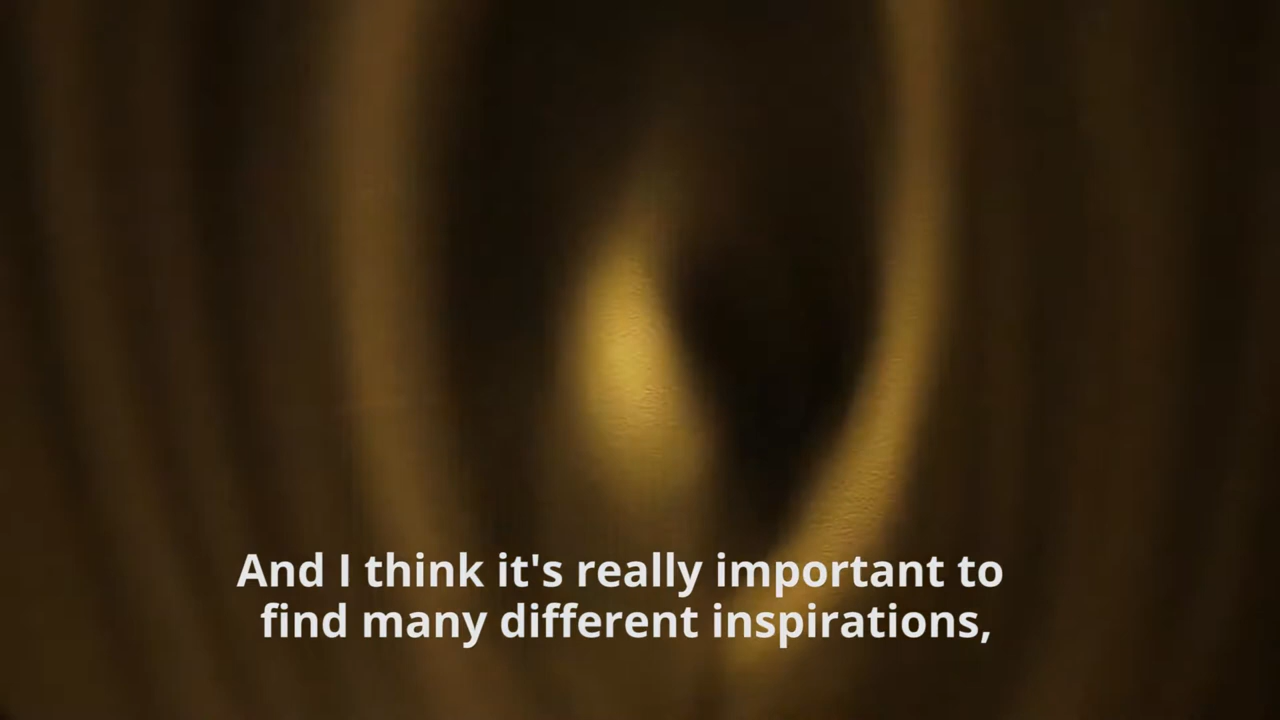 And I think it's really important to
find many different inspirations,